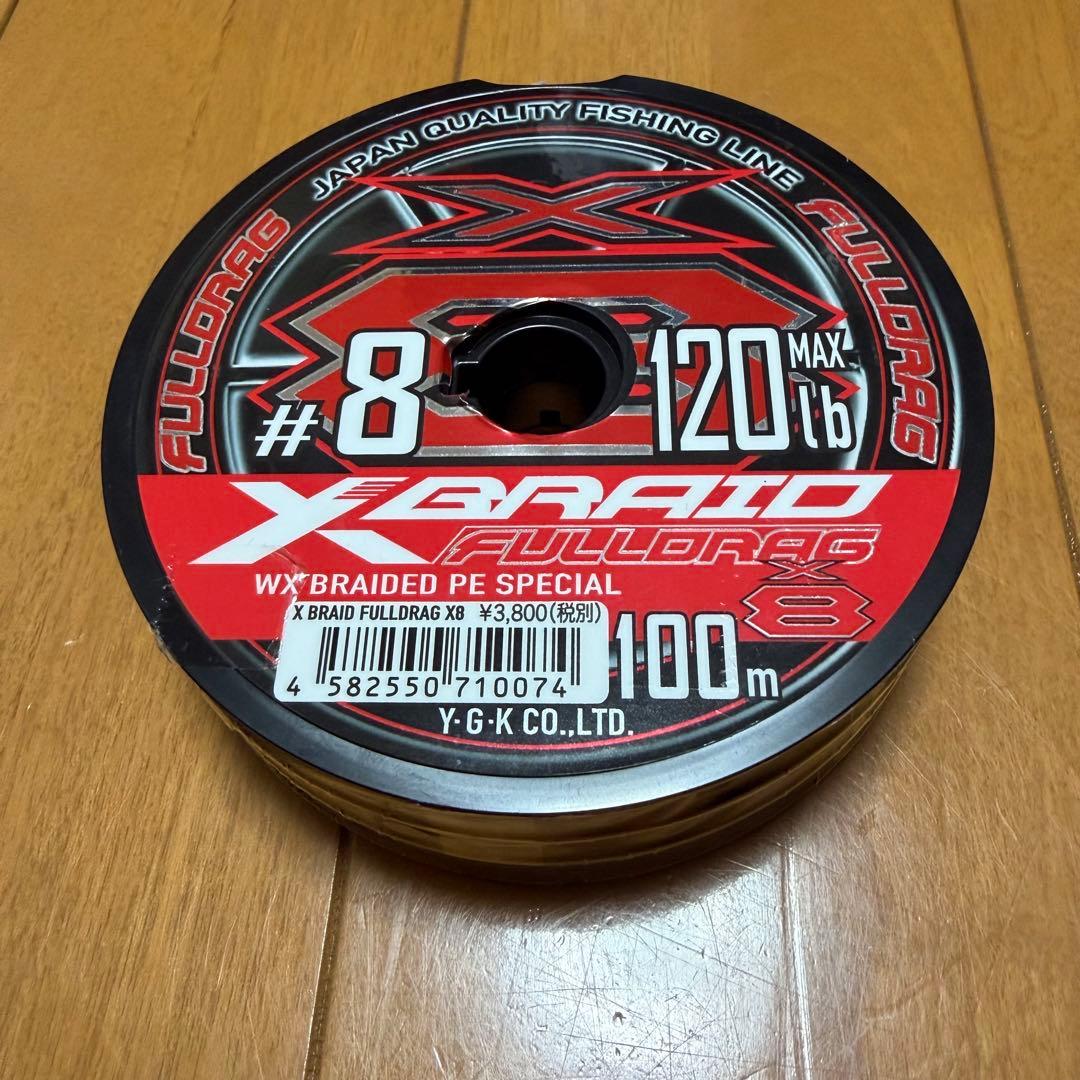 JAPAN QUALITY FISHING LINE
FULLDRAG
FULLDRAG
X
8
#8
120 MAX lb
X BRAID
FULLDRAG
X8
WX BRAIDED PE SPECIAL
X BRAID FULLDRAG X8 ¥3,800(税別)
4 582550 710074
100m
Y·G·K CO.,LTD.